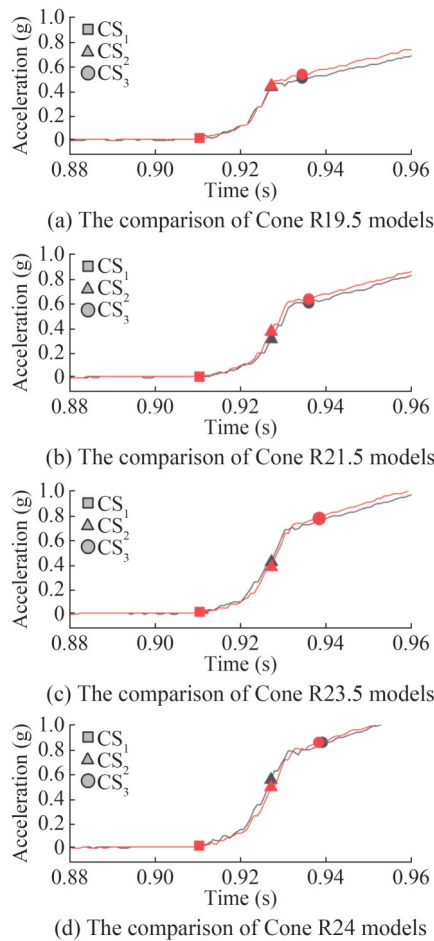 Acceleration (g)
1.0
0.8
0.6
0.4
0.2
0
CS1
CS2
CS3
0.88 0.90 0.92 0.94 0.96
Time (s)
(a) The comparison of Cone R19.5 models
Acceleration (g)
1.0
0.8
0.6
0.4
0.2
0
CS1
CS2
CS3
0.88 0.90 0.92 0.94 0.96
Time (s)
(b) The comparison of Cone R21.5 models
Acceleration (g)
1.0
0.8
0.6
0.4
0.2
0
CS1
CS2
CS3
0.88 0.90 0.92 0.94 0.96
Time (s)
(c) The comparison of Cone R23.5 models
Acceleration (g)
1.0
0.8
0.6
0.4
0.2
0
CS1
CS2
CS3
0.88 0.90 0.92 0.94 0.96
Time (s)
(d) The comparison of Cone R24 models